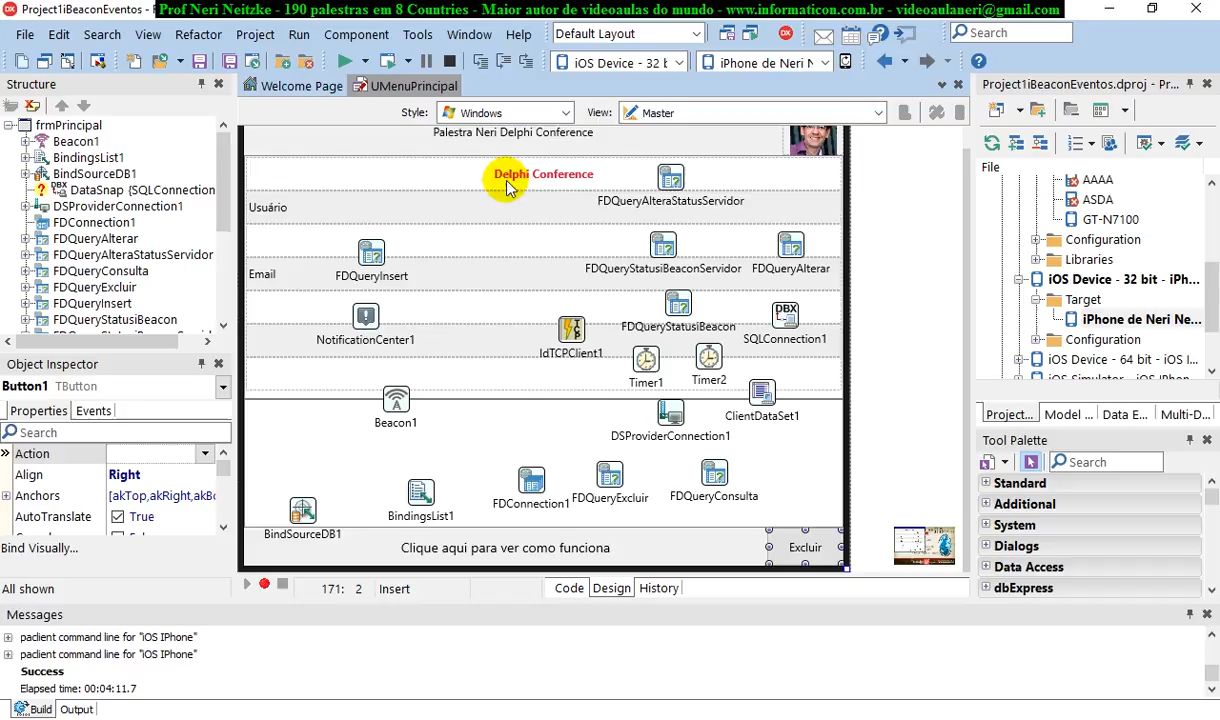 Project1iBeaconEventos -
Prof Neri Neitzke - 190 palestras em 8 Countries - Maior autor de videoaulas do mundo - www.informaticon.com.br - videoaulaneri@gmail.com
File Edit Search View Refactor Project Run Component Tools Window Help
Default Layout
Search
iOS Device - 32 b
iPhone de Neri N
Structure
Welcome Page
UMenuPrincipal
Project1iBeaconEventos.dproj - Pr...
Style: Windows
View: Master
frmPrincipal
Beacon1
BindingsList1
BindSourceDB1
DataSnap {SQLConnection
DSProviderConnection1
FDConnection1
FDQueryAlterar
FDQueryAlteraStatusServidor
FDQueryConsulta
FDQueryExcluir
FDQueryInsert
FDQueryStatusiBeacon
Palestra Neri Delphi Conference
Delphi Conference
FDQueryAlteraStatusServidor
Usuário
FDQueryInsert
FDQueryStatusiBeaconServidor
FDQueryAlterar
Email
NotificationCenter1
IdTCPClient1
FDQueryStatusiBeacon
DBX
SQLConnection1
Timer1
Timer2
Beacon1
ClientDataSet1
DSProviderConnection1
BindingsList1
FDConnection1
FDQueryExcluir
FDQueryConsulta
BindSourceDB1
Clique aqui para ver como funciona
Excluir
File
AAAA
ASDA
GT-N7100
Configuration
Libraries
iOS Device - 32 bit - iPh...
Target
iPhone de Neri Ne...
Configuration
iOS Device - 64 bit - iOS I...
iOS Simulator - iOS IPhon
Project... Model ... Data E... Multi-D...
Object Inspector
Button1 TButton
Properties Events
Search
Action
Align Right
Anchors [akTop,akRight,akBo
AutoTranslate True
Bind Visually...
All shown
171: 2 Insert
Code Design History
Tool Palette
Search
Standard
Additional
System
Dialogs
Data Access
dbExpress
Messages
paclient command line for "iOS IPhone"
paclient command line for "iOS IPhone"
Success
Elapsed time: 00:04:11.7
Build Output